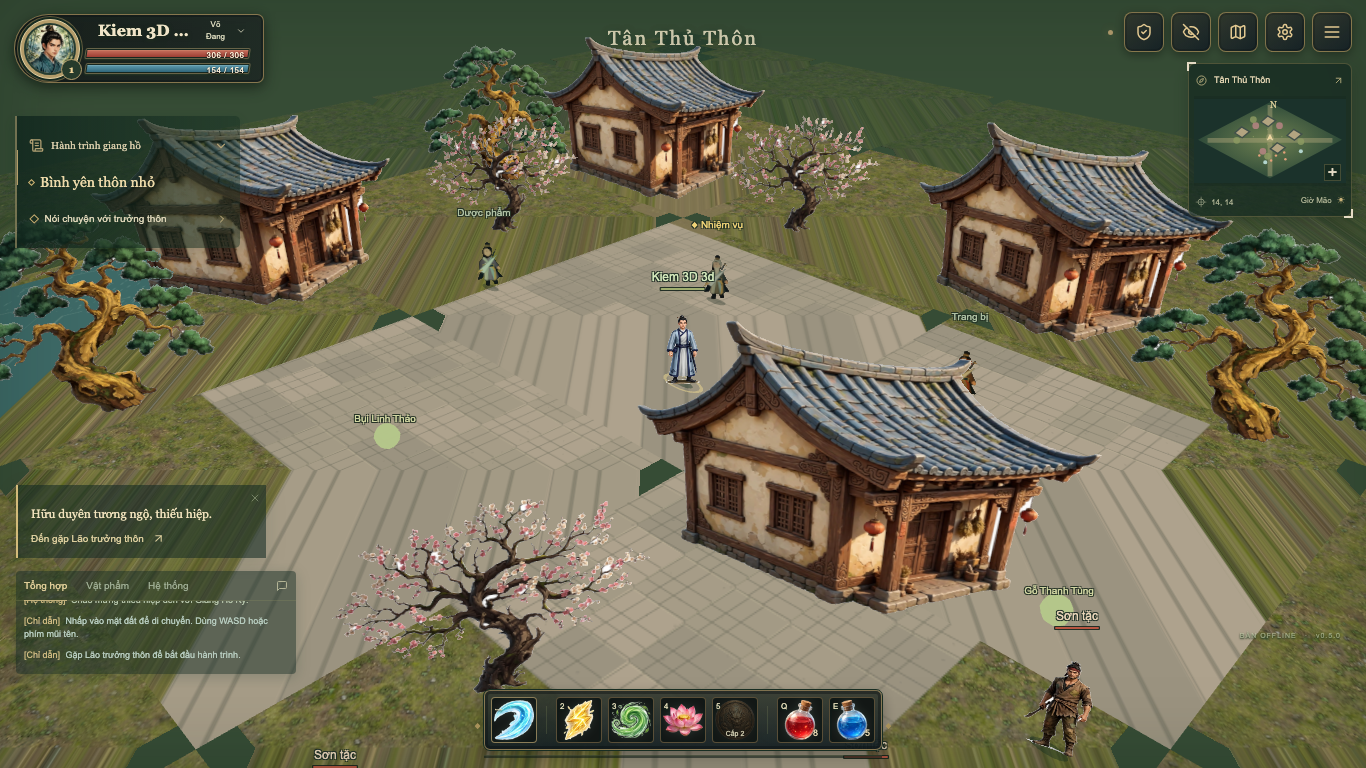 Kiem 3D ...
Võ Đang
306 / 306
154 / 154
1
Tân Thủ Thôn
Tân Thủ Thôn
N
14, 14
Giờ Mão
Hành trình giang hồ
Bình yên thôn nhỏ
Nói chuyện với trưởng thôn
Dược phẩm
Nhiệm vụ
Kiem 3D 3d
Trang bị
Bụi Linh Thảo
Hữu duyên tương ngộ, thiếu hiệp.
Đến gặp Lão trưởng thôn
Tổng hợp
Vật phẩm
Hệ thống
[Chỉ dẫn] Nhấp vào mặt đất để di chuyển. Dùng WASD hoặc
phím mũi tên.
[Chỉ dẫn] Gặp Lão trưởng thôn để bắt đầu hành trình.
Gỗ Thanh Tùng
Sơn tặc
BẢN OFFLINE
v0.5.0
2
3
4
5
Cấp 2
Q
8
E
5
Sơn tặc